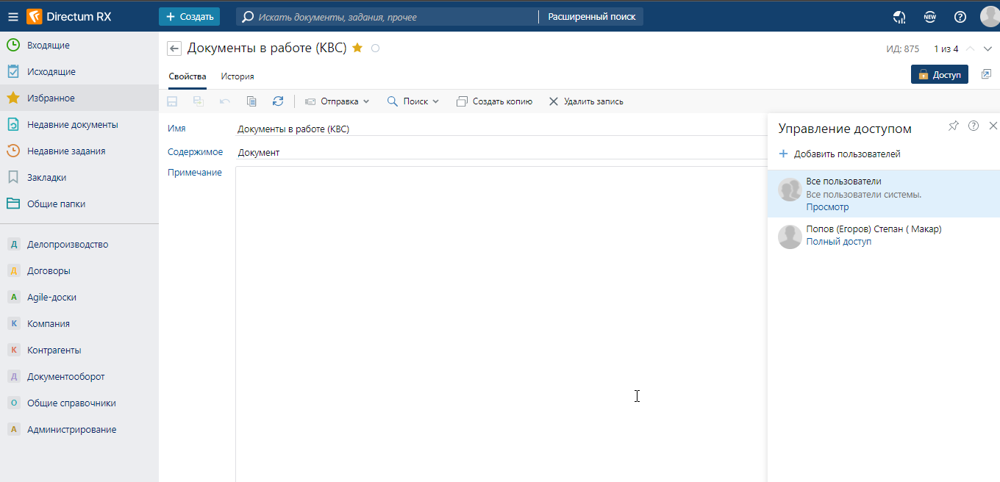 Directum RX
+ Создать
Искать документы, задания, прочее
Расширенный поиск
NEW
Входящие
Исходящие
Избранное
Недавние документы
Недавние задания
Закладки
Общие папки
Д Делопроизводство
Д Договоры
А Agile-доски
К Компания
К Контрагенты
Д Документооборот
О Общие справочники
А Администрирование
Документы в работе (КВС)
ИД: 875 1 из 4
Свойства История
Доступ
Отправка Поиск Создать копию Удалить запись
Имя Документы в работе (КВС)
Содержимое Документ
Примечание
Управление доступом
+ Добавить пользователей
Все пользователи
Все пользователи системы.
Просмотр
Попов (Егоров) Степан ( Макар)
Полный доступ